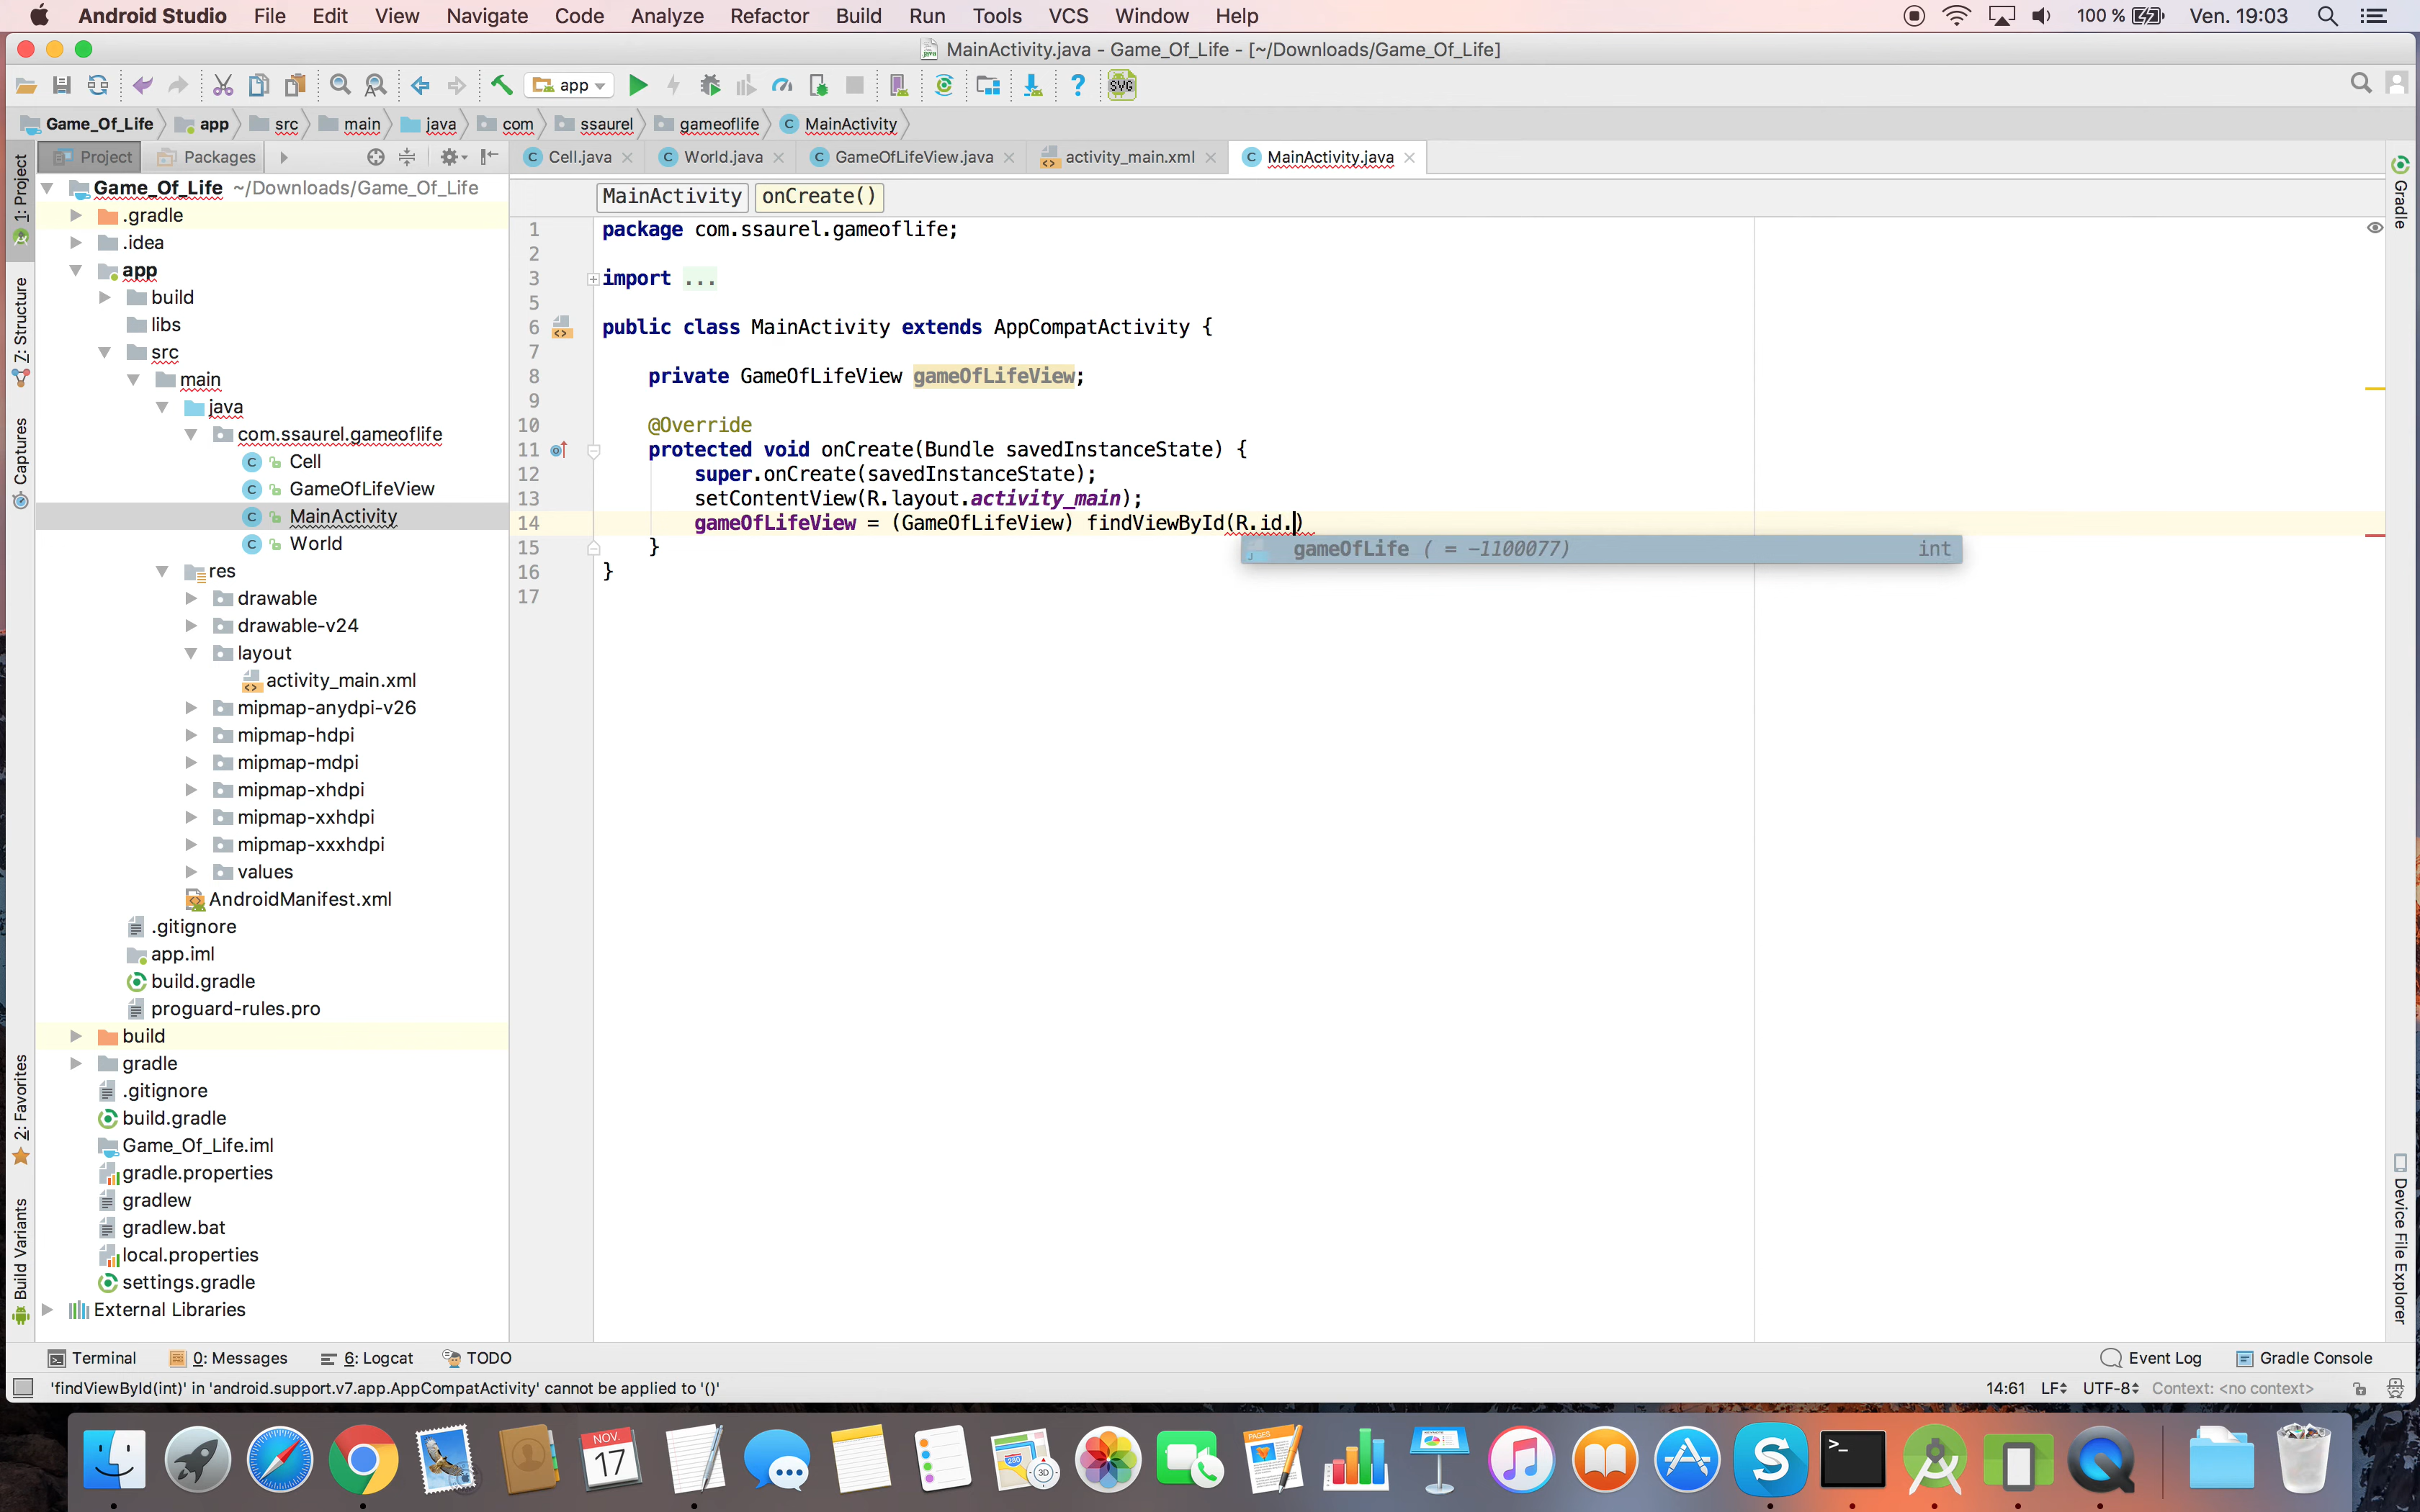 Android Studio File Edit View Navigate Code Analyze Refactor Build Run Tools VCS Window Help 100 % Ven. 19:03
MainActivity.java - Game_Of_Life - [~/Downloads/Game_Of_Life]
app SVG
Game_Of_Life app src main java com ssaurel gameoflife MainActivity
Project Packages Cell.java World.java GameOfLifeView.java activity_main.xml MainActivity.java
MainActivity onCreate()
1: Project
7: Structure
Captures
2: Favorites
Build Variants
Game_Of_Life ~/Downloads/Game_Of_Life
.gradle
.idea
app
build
libs
src
main
java
com.ssaurel.gameoflife
C Cell
C GameOfLifeView
C MainActivity
C World
res
drawable
drawable-v24
layout
activity_main.xml
mipmap-anydpi-v26
mipmap-hdpi
mipmap-mdpi
mipmap-xhdpi
mipmap-xxhdpi
mipmap-xxxhdpi
values
AndroidManifest.xml
.gitignore
app.iml
build.gradle
proguard-rules.pro
build
gradle
.gitignore
build.gradle
Game_Of_Life.iml
gradle.properties
gradlew
gradlew.bat
local.properties
settings.gradle
External Libraries
1 package com.ssaurel.gameoflife;
2
3 import ...
5
6 public class MainActivity extends AppCompatActivity {
7
8 private GameOfLifeView gameOfLifeView;
9
10 @Override
11 protected void onCreate(Bundle savedInstanceState) {
12 super.onCreate(savedInstanceState);
13 setContentView(R.layout.activity_main);
14 gameOfLifeView = (GameOfLifeView) findViewById(R.id.)
gameOfLife ( = -1100077) int
15 }
16 }
17
Gradle
Device File Explorer
Terminal 0: Messages 6: Logcat TODO Event Log Gradle Console
'findViewById(int)' in 'android.support.v7.app.AppCompatActivity' cannot be applied to '()' 14:61 LF UTF-8 Context: <no context>
NOV.
17
PAGES
280
3D
>_